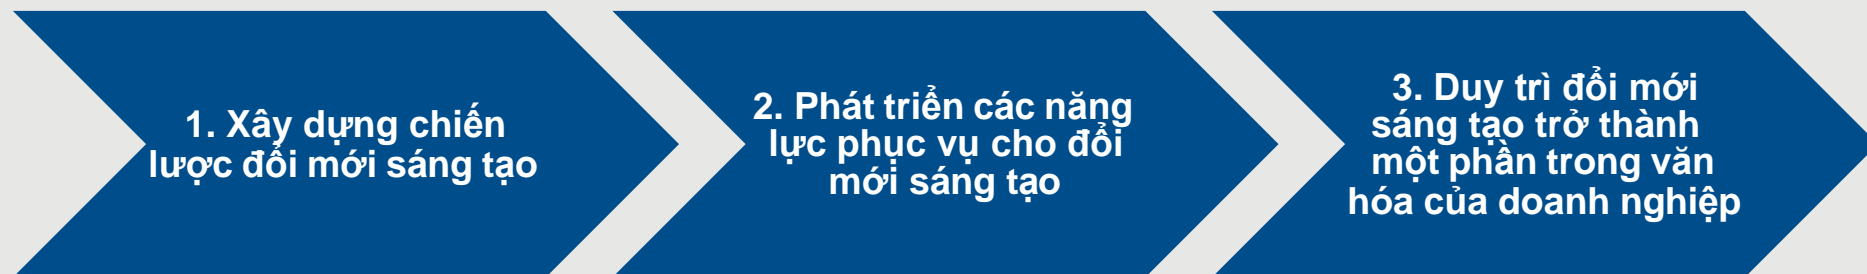 1. Xây dựng chiến
lược đổi mới sáng tạo
2. Phát triển các năng
lực phục vụ cho đổi
mới sáng tạo
3. Duy trì đổi mới
sáng tạo trở thành
một phần trong văn
hóa của doanh nghiệp